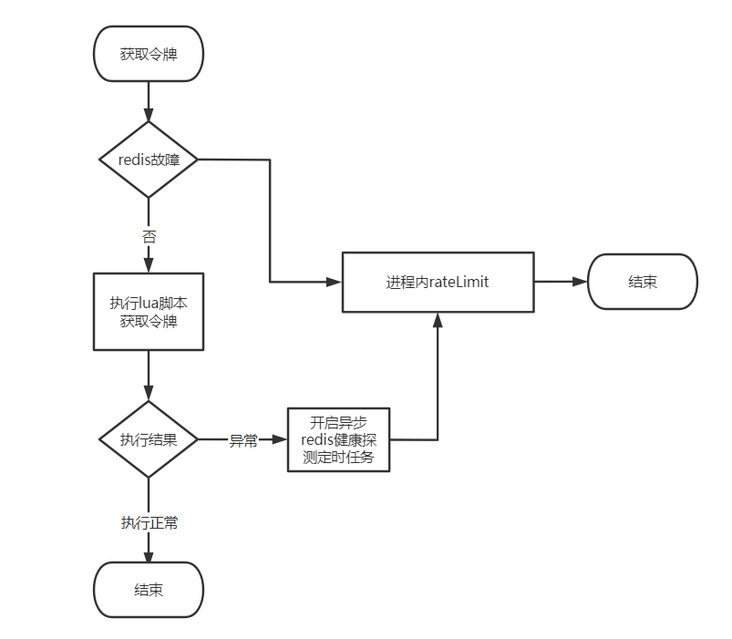 获取令牌
redis故障
否
执行lua脚本
获取令牌
进程内rateLimit
结束
执行结果
异常
开启异步
redis健康探
测定时任务
执行正常
结束